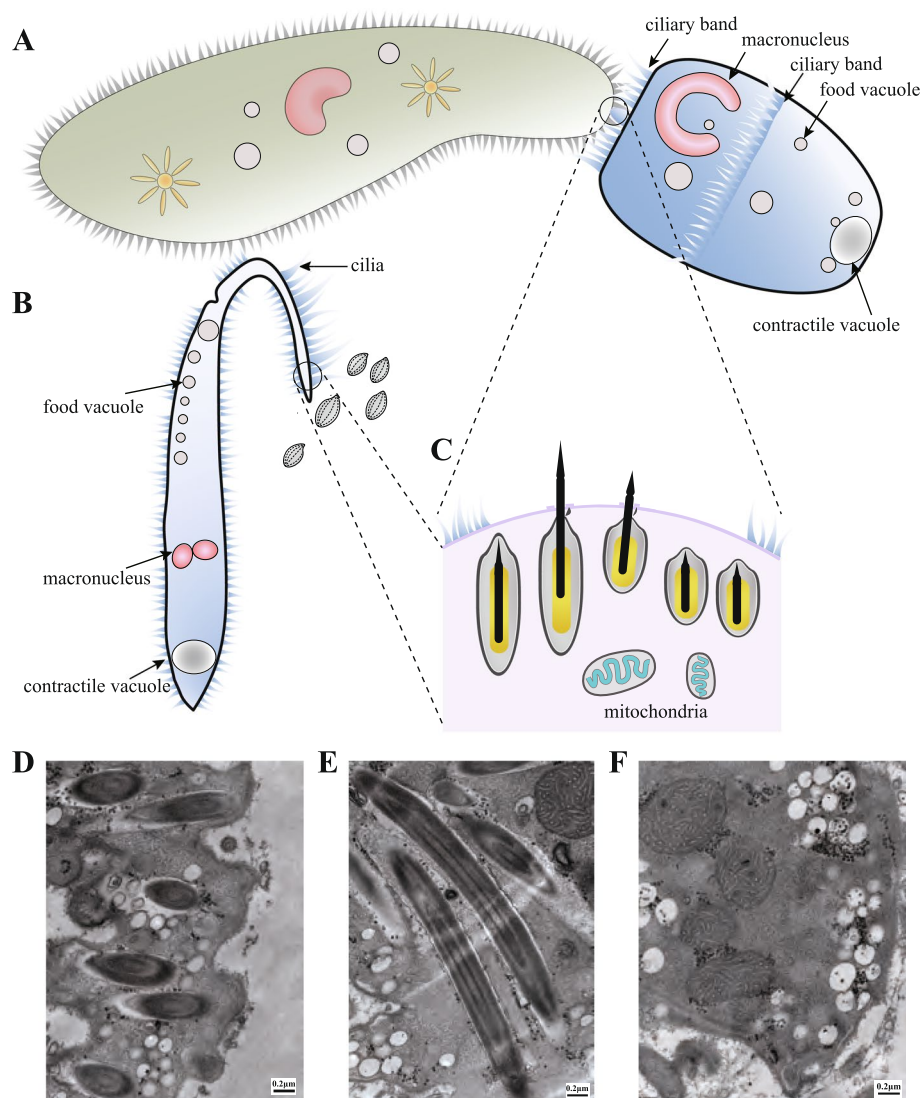 A
ciliary band
macronucleus
ciliary band
food vacuole
contractile vacuole
B
cilia
food vacuole
macronucleus
contractile vacuole
C
mitochondria
D
E
F
0.2μm
0.2μm
0.2μm